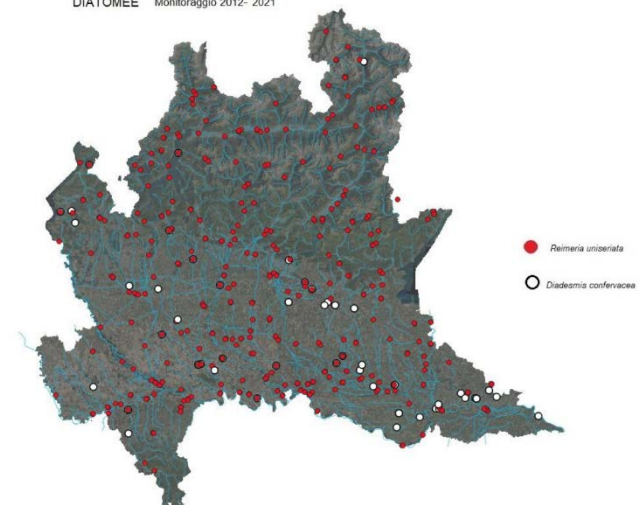 DIATOMEE Monitoraggio 2012- 2021
Reimeria uniseriata
Diadesmis confervacea